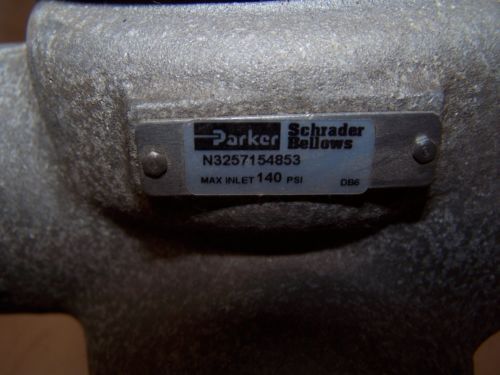 Parker Schrader Bellows
N3257154853
MAX INLET 140 PSI DB6